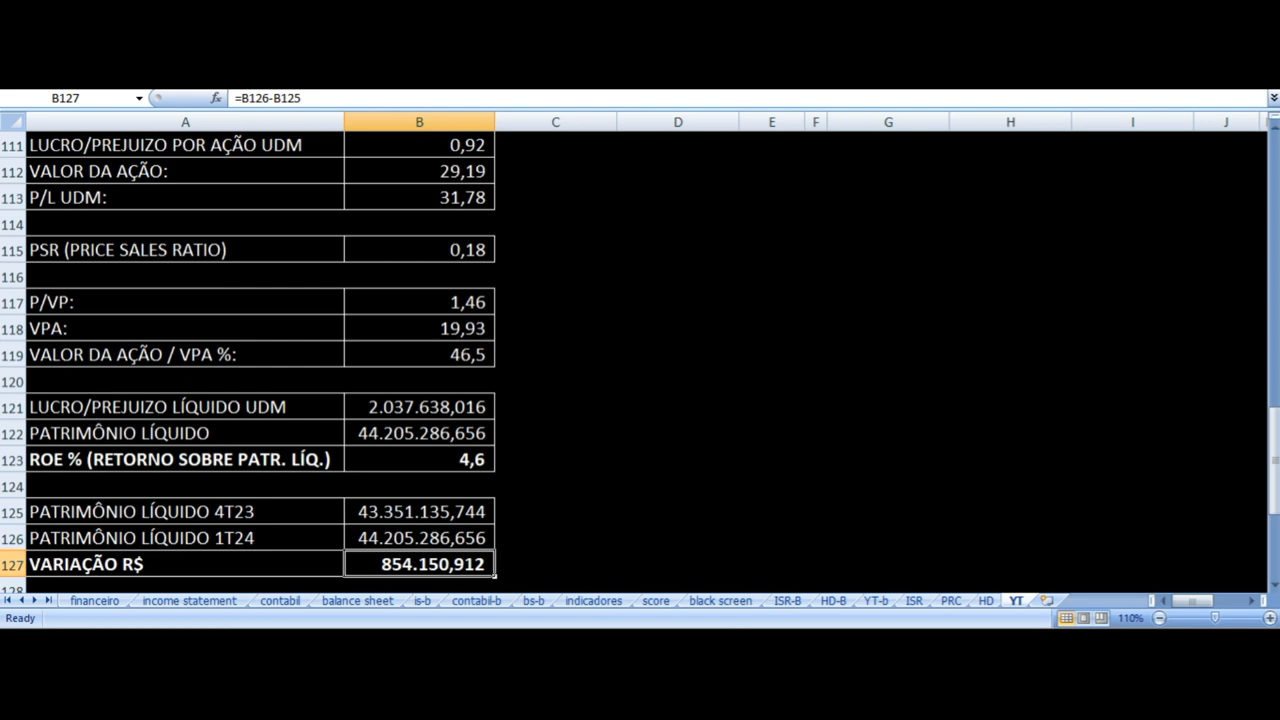 B127 fx =B126-B125
A B C D E F G H I J
111 LUCRO/PREJUIZO POR AÇÃO UDM 0,92
112 VALOR DA AÇÃO: 29,19
113 P/L UDM: 31,78
114
115 PSR (PRICE SALES RATIO) 0,18
116
117 P/VP: 1,46
118 VPA: 19,93
119 VALOR DA AÇÃO / VPA %: 46,5
120
121 LUCRO/PREJUIZO LÍQUIDO UDM 2.037.638,016
122 PATRIMÔNIO LÍQUIDO 44.205.286,656
123 ROE % (RETORNO SOBRE PATR. LÍQ.) 4,6
124
125 PATRIMÔNIO LÍQUIDO 4T23 43.351.135,744
126 PATRIMÔNIO LÍQUIDO 1T24 44.205.286,656
127 VARIAÇÃO R$ 854.150,912
128
financeiro income statement contabil balance sheet is-b contabil-b bs-b indicadores score black screen ISR-B HD-B YT-b ISR PRC HD YT
Ready 110%